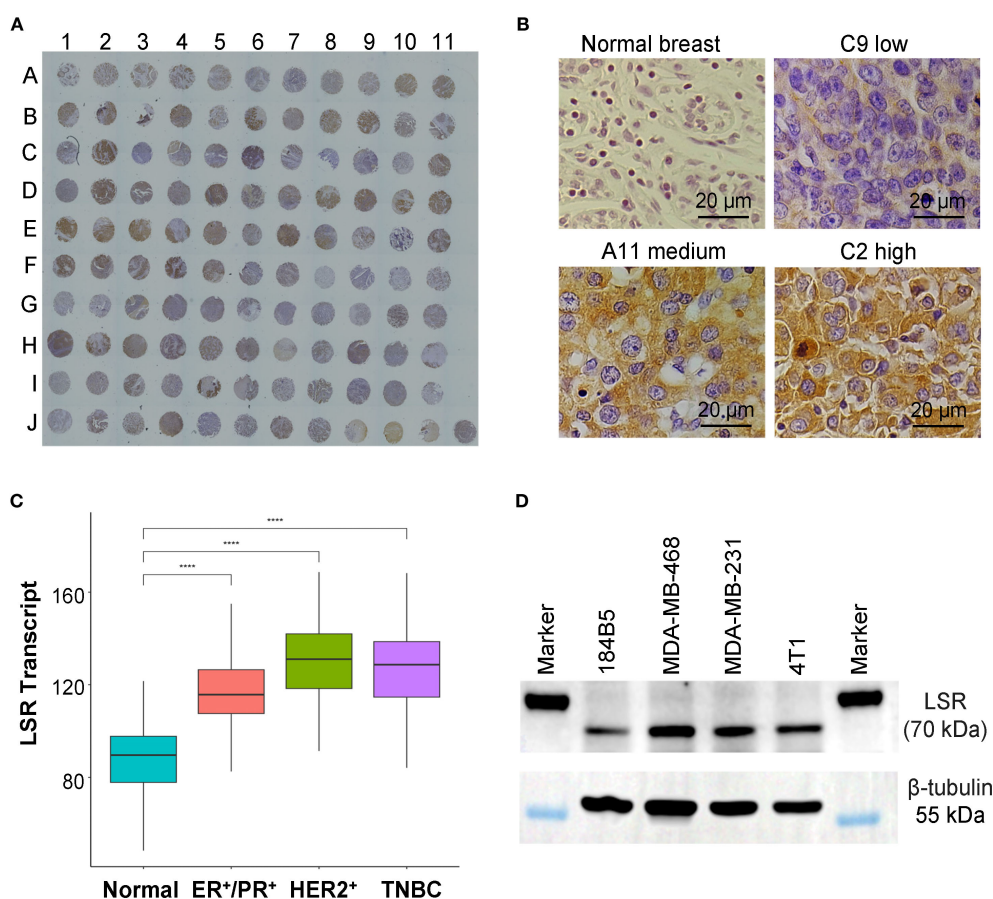 A
1 2 3 4 5 6 7 8 9 10 11
A
B
C
D
E
F
G
H
I
J
B
Normal breast
C9 low
20 µm
20 µm
A11 medium
C2 high
20 µm
20 µm
C
LSR Transcript
160
120
80
****
****
****
Normal ER⁺/PR⁺ HER2⁺ TNBC
D
Marker
184B5
MDA-MB-468
MDA-MB-231
4T1
Marker
LSR
(70 kDa)
β-tubulin
55 kDa